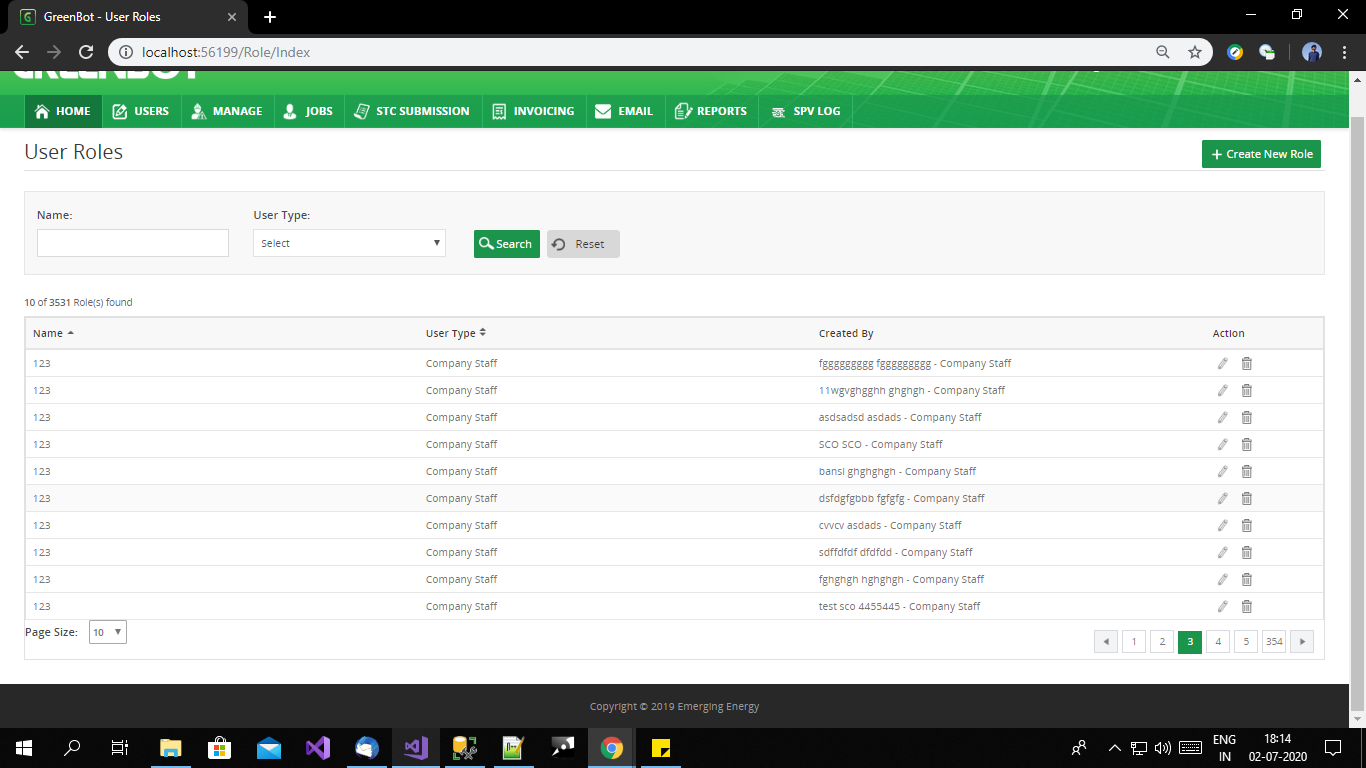 GreenBot - User Roles
localhost:56199/Role/Index
HOME USERS MANAGE JOBS STC SUBMISSION INVOICING EMAIL REPORTS SPV LOG
User Roles
+ Create New Role
Name: User Type:
Select Search Reset
10 of 3531 Role(s) found
Name User Type Created By Action
123 Company Staff fggggggggg fggggggggg - Company Staff
123 Company Staff 11wgvghgghh ghghgh - Company Staff
123 Company Staff asdsadsd asdads - Company Staff
123 Company Staff SCO SCO - Company Staff
123 Company Staff bansi ghghghgh - Company Staff
123 Company Staff dsfdgfgbbb fgfgfg - Company Staff
123 Company Staff cvvcv asdads - Company Staff
123 Company Staff sdffdfdf dfdfdd - Company Staff
123 Company Staff fghghgh hghghgh - Company Staff
123 Company Staff test sco 4455445 - Company Staff
Page Size: 10
1 2 3 4 5 354
Copyright © 2019 Emerging Energy
ENG 18:14
IN 02-07-2020